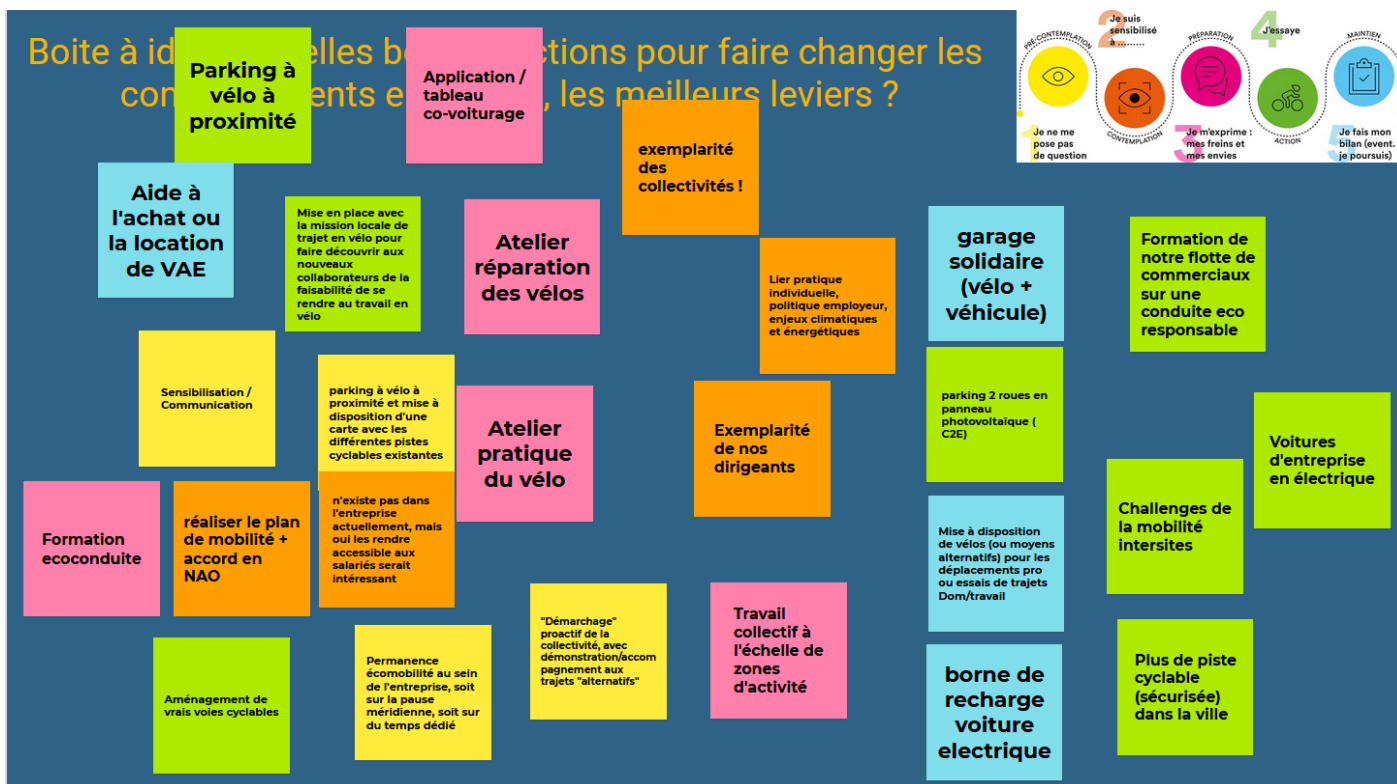 Boite à id elles b ctions pour faire changer les
con ents e , les meilleurs leviers ?
PRÉ-CONTEMPLATION
2
Je suis
sensibilisé
à ........
PRÉPARATION
4
J'essaye
MAINTIEN
1
Je ne me
pose pas
de question
CONTEMPLATION
3
Je m'exprime :
mes freins et
mes envies
ACTION
5
Je fais mon
bilan (event.
je poursuis)
Parking à
vélo à
proximité
Application /
tableau
co-voiturage
exemplarité
des
collectivités !
Aide à
l'achat ou
la location
de VAE
Mise en place avec
la mission locale de
trajet en vélo pour
faire découvrir aux
nouveaux
collaborateurs de la
faisabilité de se
rendre au travail en
vélo
Atelier
réparation
des vélos
Lier pratique
individuelle,
politique employeur,
enjeux climatiques
et énergétiques
garage
solidaire
(vélo +
véhicule)
Formation de
notre flotte de
commerciaux
sur une
conduite eco
responsable
Sensibilisation /
Communication
parking à vélo à
proximité et mise à
disposition d'une
carte avec les
différentes pistes
cyclables existantes
Atelier
pratique
du vélo
Exemplarité
de nos
dirigeants
parking 2 roues en
panneau
photovoltaïque (
C2E)
Voitures
d'entreprise
en électrique
Formation
ecoconduite
réaliser le plan
de mobilité +
accord en
NAO
n'existe pas dans
l'entreprise
actuellement, mais
oui les rendre
accessible aux
salariés serait
intéressant
Mise à disposition
de vélos (ou moyens
alternatifs) pour les
déplacements pro
ou essais de trajets
Dom/travail
Challenges de
la mobilité
intersites
Aménagement de
vrais voies cyclables
Permanence
écomobilité au sein
de l'entreprise, soit
sur la pause
méridienne, soit sur
du temps dédié
"Démarchage"
proactif de la
collectivité, avec
démonstration/accom
pagnement aux
trajets "alternatifs"
Travail
collectif à
l'échelle de
zones
d'activité
borne de
recharge
voiture
electrique
Plus de piste
cyclable
(sécurisée)
dans la ville